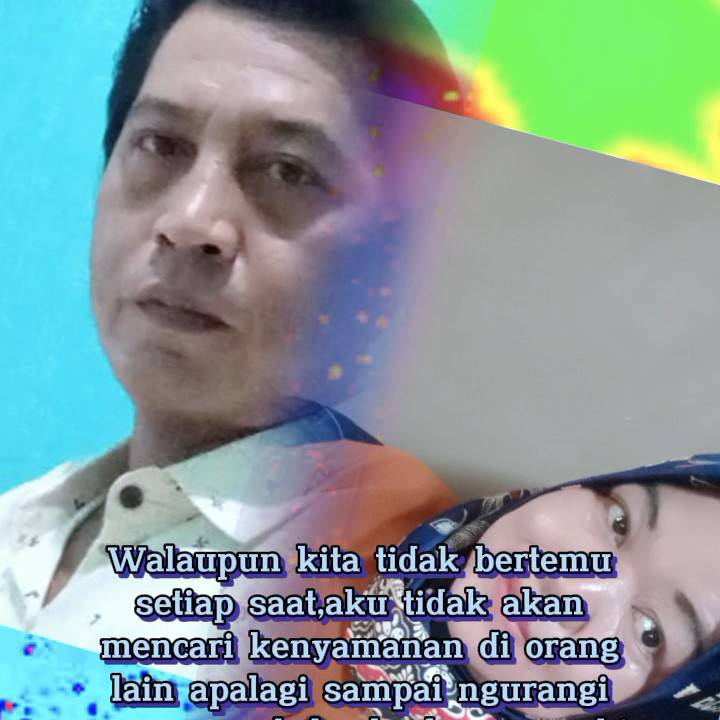 Walaupun kita tidak bertemu
setiap saat,aku tidak akan
mencari kenyamanan di orang
lain apalagi sampai ngurangi